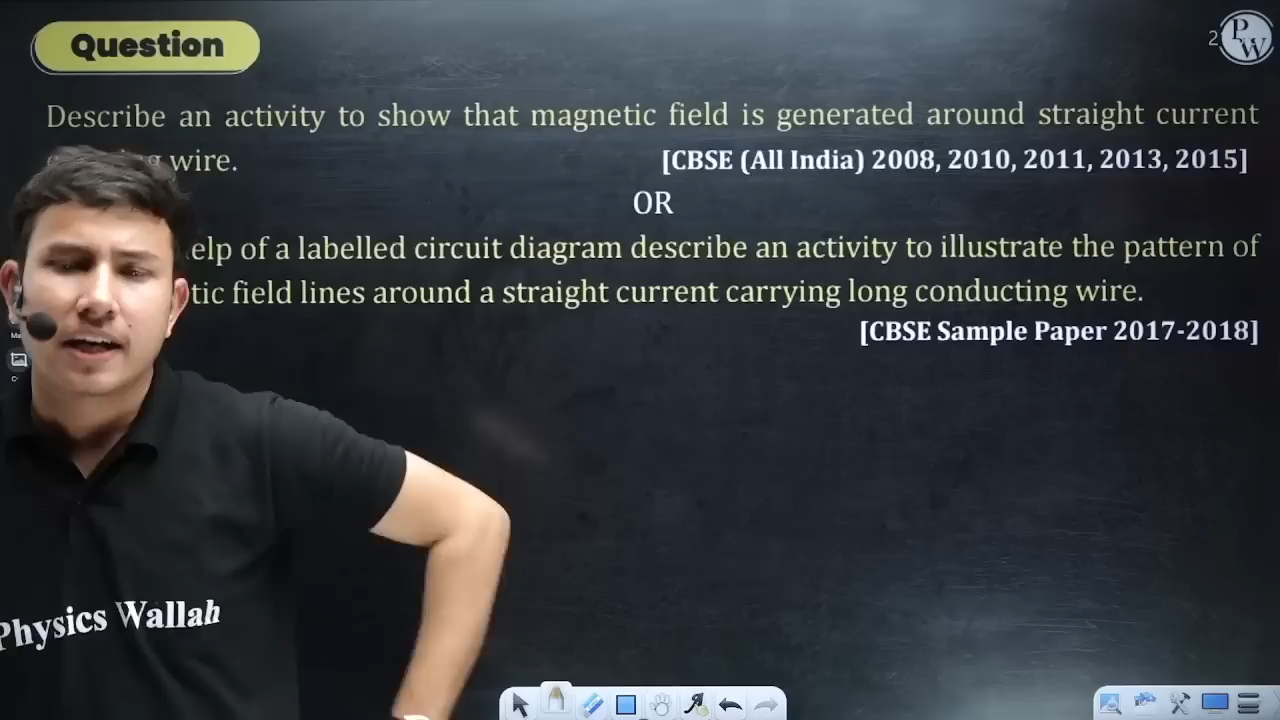 Question
PW
Describe an activity to show that magnetic field is generated around straight current
wire. [CBSE (All India) 2008, 2010, 2011, 2013, 2015]
OR
of a labelled circuit diagram describe an activity to illustrate the pattern of
field lines around a straight current carrying long conducting wire.
[CBSE Sample Paper 2017-2018]
Physics Wallah